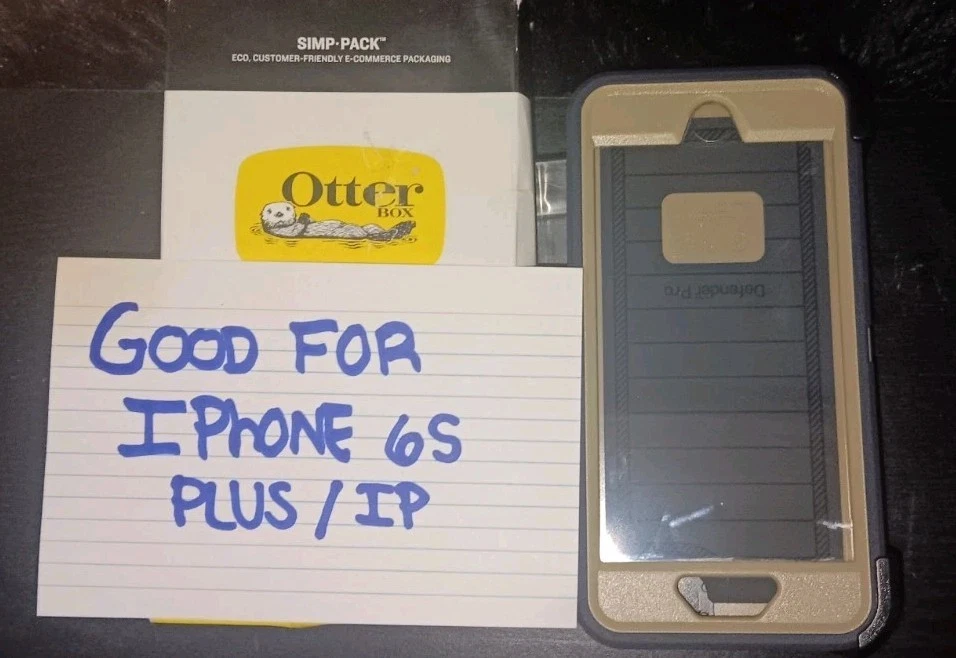 SIMP·PACK™
ECO, CUSTOMER-FRIENDLY E-COMMERCE PACKAGING
Otter
BOX
GOOD FOR
IPhONE 6S
PLUS / IP
Defender Pro